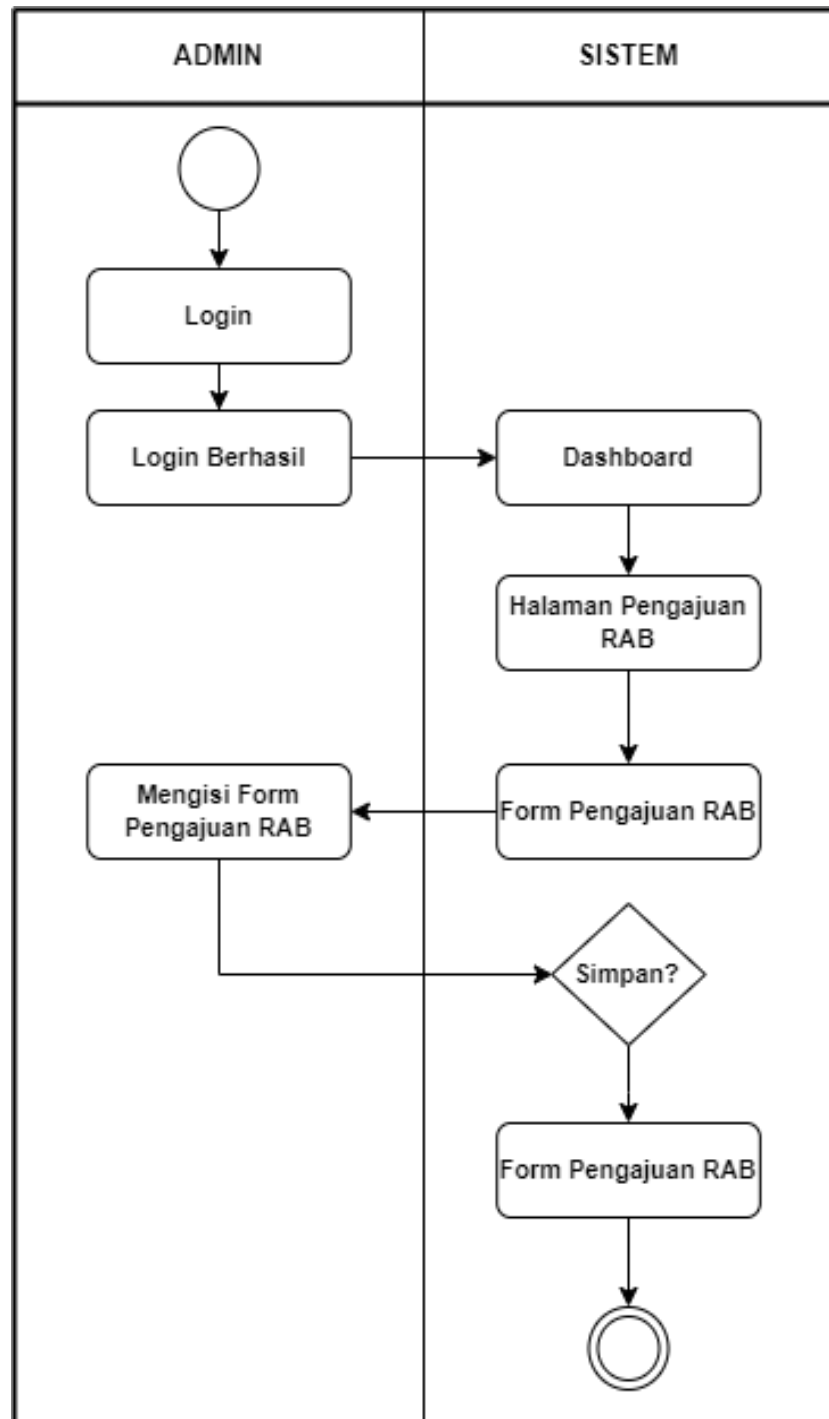 ADMIN
SISTEM
Login
Login Berhasil
Dashboard
Halaman Pengajuan
RAB
Mengisi Form
Pengajuan RAB
Form Pengajuan RAB
Simpan?
Form Pengajuan RAB